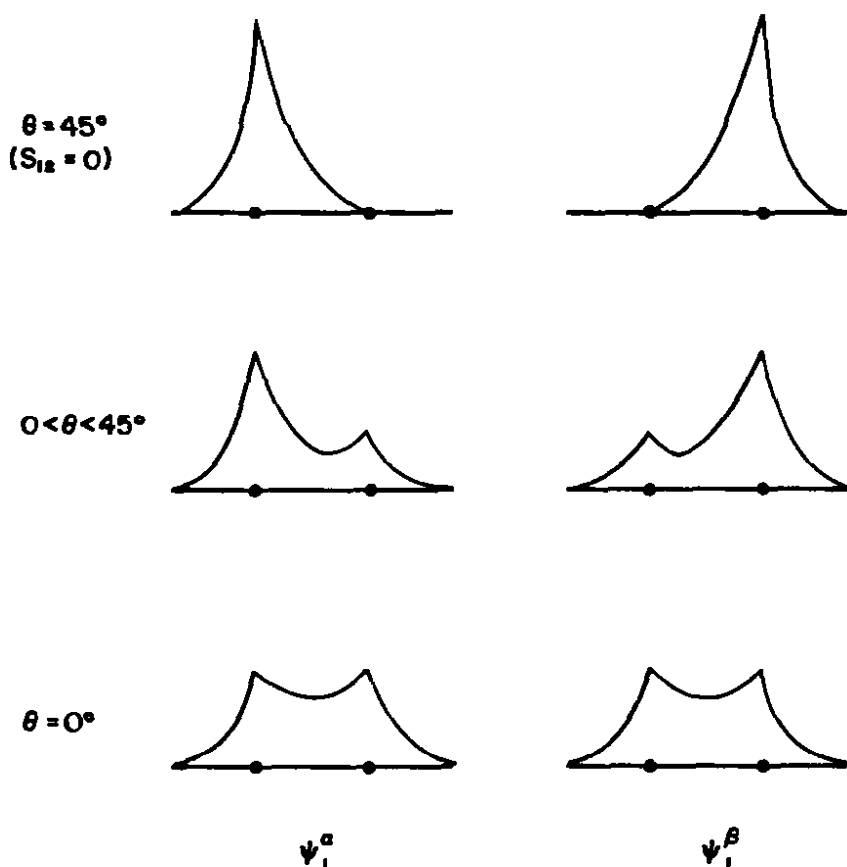 θ = 45°
(S₁₂ = 0)
0<θ<45°
θ = 0°
ψ₁^α ψ₁^β